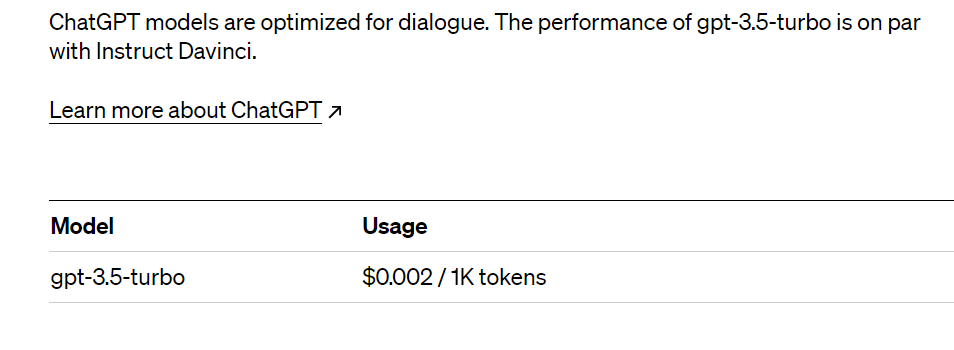 ChatGPT models are optimized for dialogue. The performance of gpt-3.5-turbo is on par
with Instruct Davinci.
Learn more about ChatGPT ↗
Model Usage
gpt-3.5-turbo $0.002 / 1K tokens